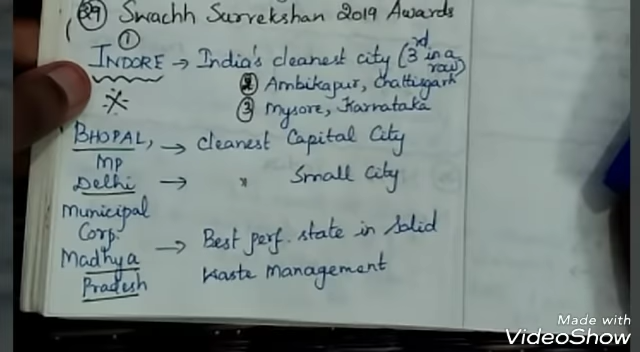 (29) Swachh Survekshan 2019 Awards
① INDORE → India's cleanest city (3rd in a row)
② Ambikapur, Chattisgarh
③ Mysore, Karnataka
BHOPAL, → cleanest Capital City
MP
Delhi → " Small City
Municipal
Corp.
Madhya → Best perf. state in Solid
Pradesh Waste Management
Made with
VideoShow